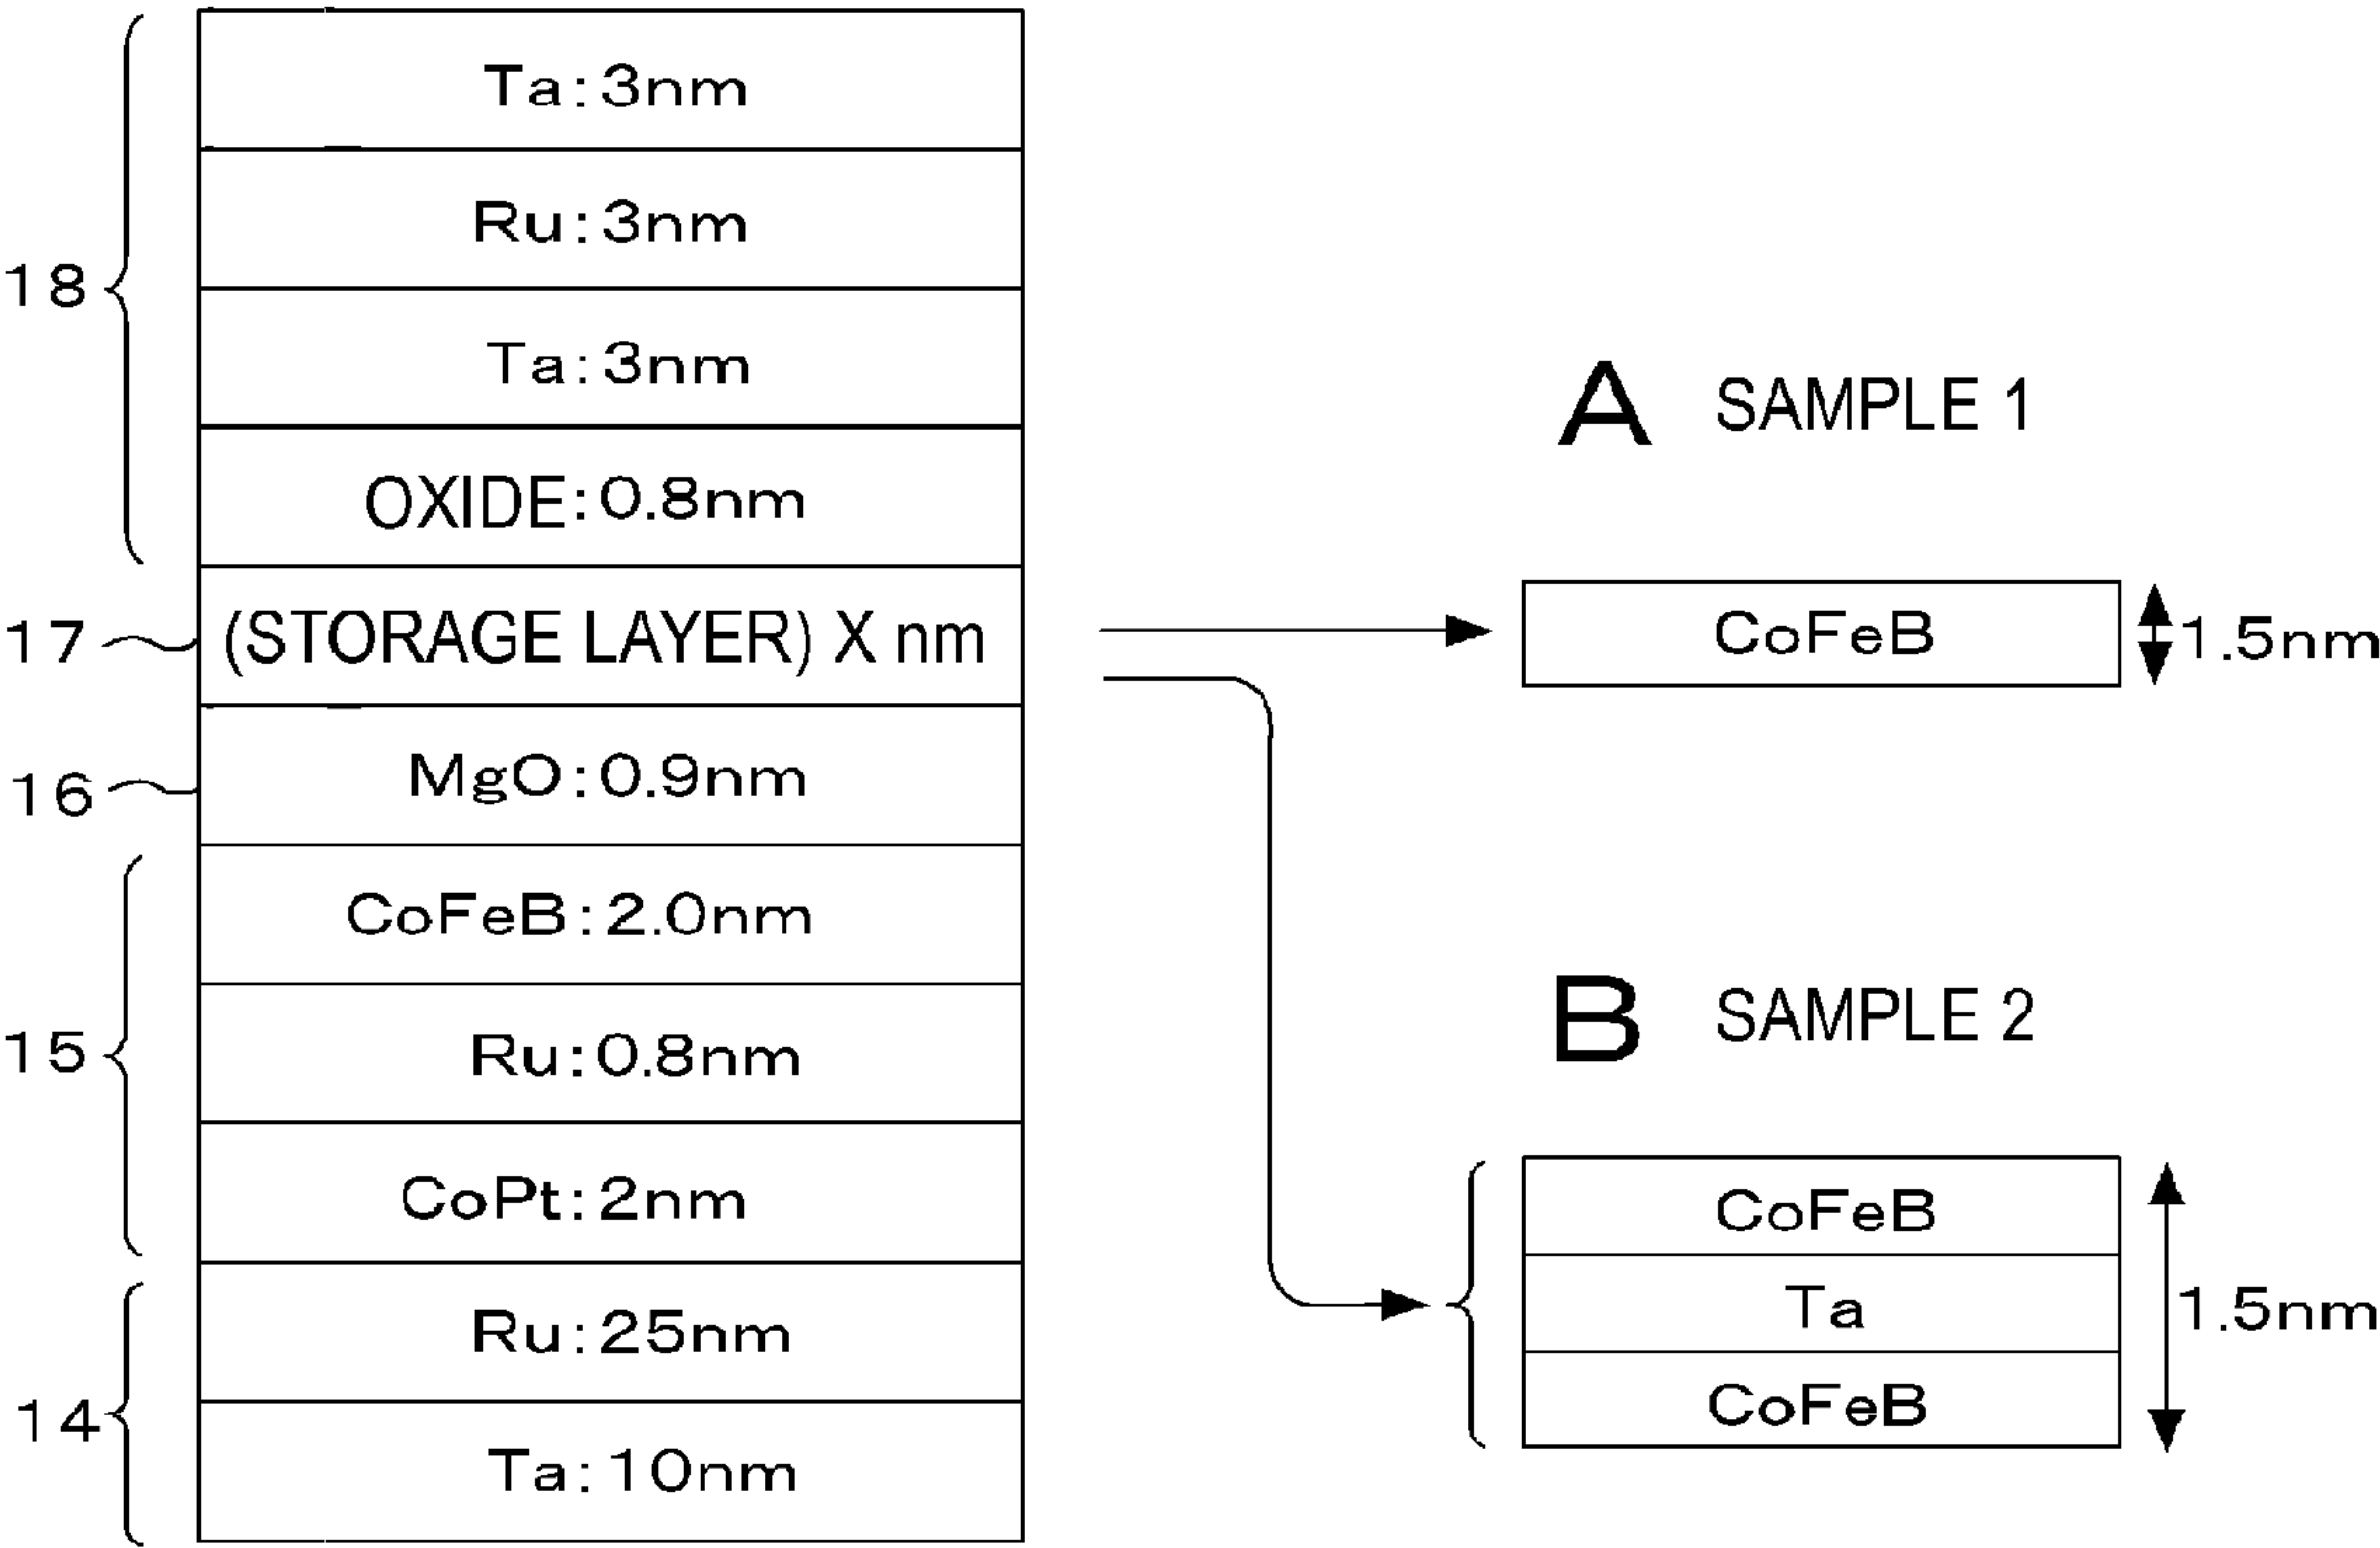 18
Ta:3nm
Ru:3nm
Ta:3nm
OXIDE:0.8nm
17
(STORAGE LAYER) X nm
16
MgO:0.9nm
15
CoFeB:2.0nm
Ru:0.8nm
CoPt:2nm
14
Ru:25nm
Ta:10nm
A SAMPLE 1
CoFeB
1.5nm
B SAMPLE 2
CoFeB
Ta
CoFeB
1.5nm